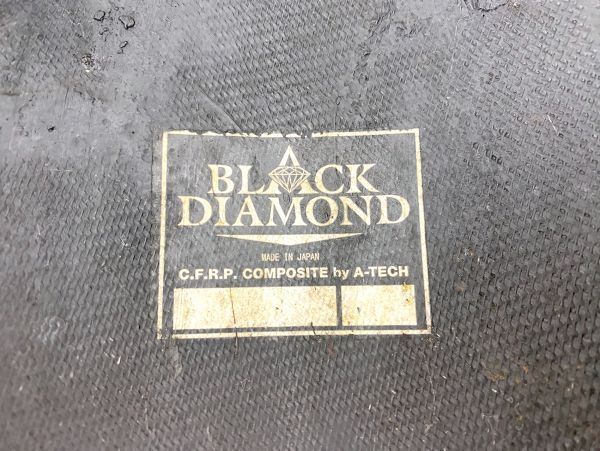 BLACK
DIAMOND
MADE IN JAPAN
C.F.R.P. COMPOSITE by A-TECH